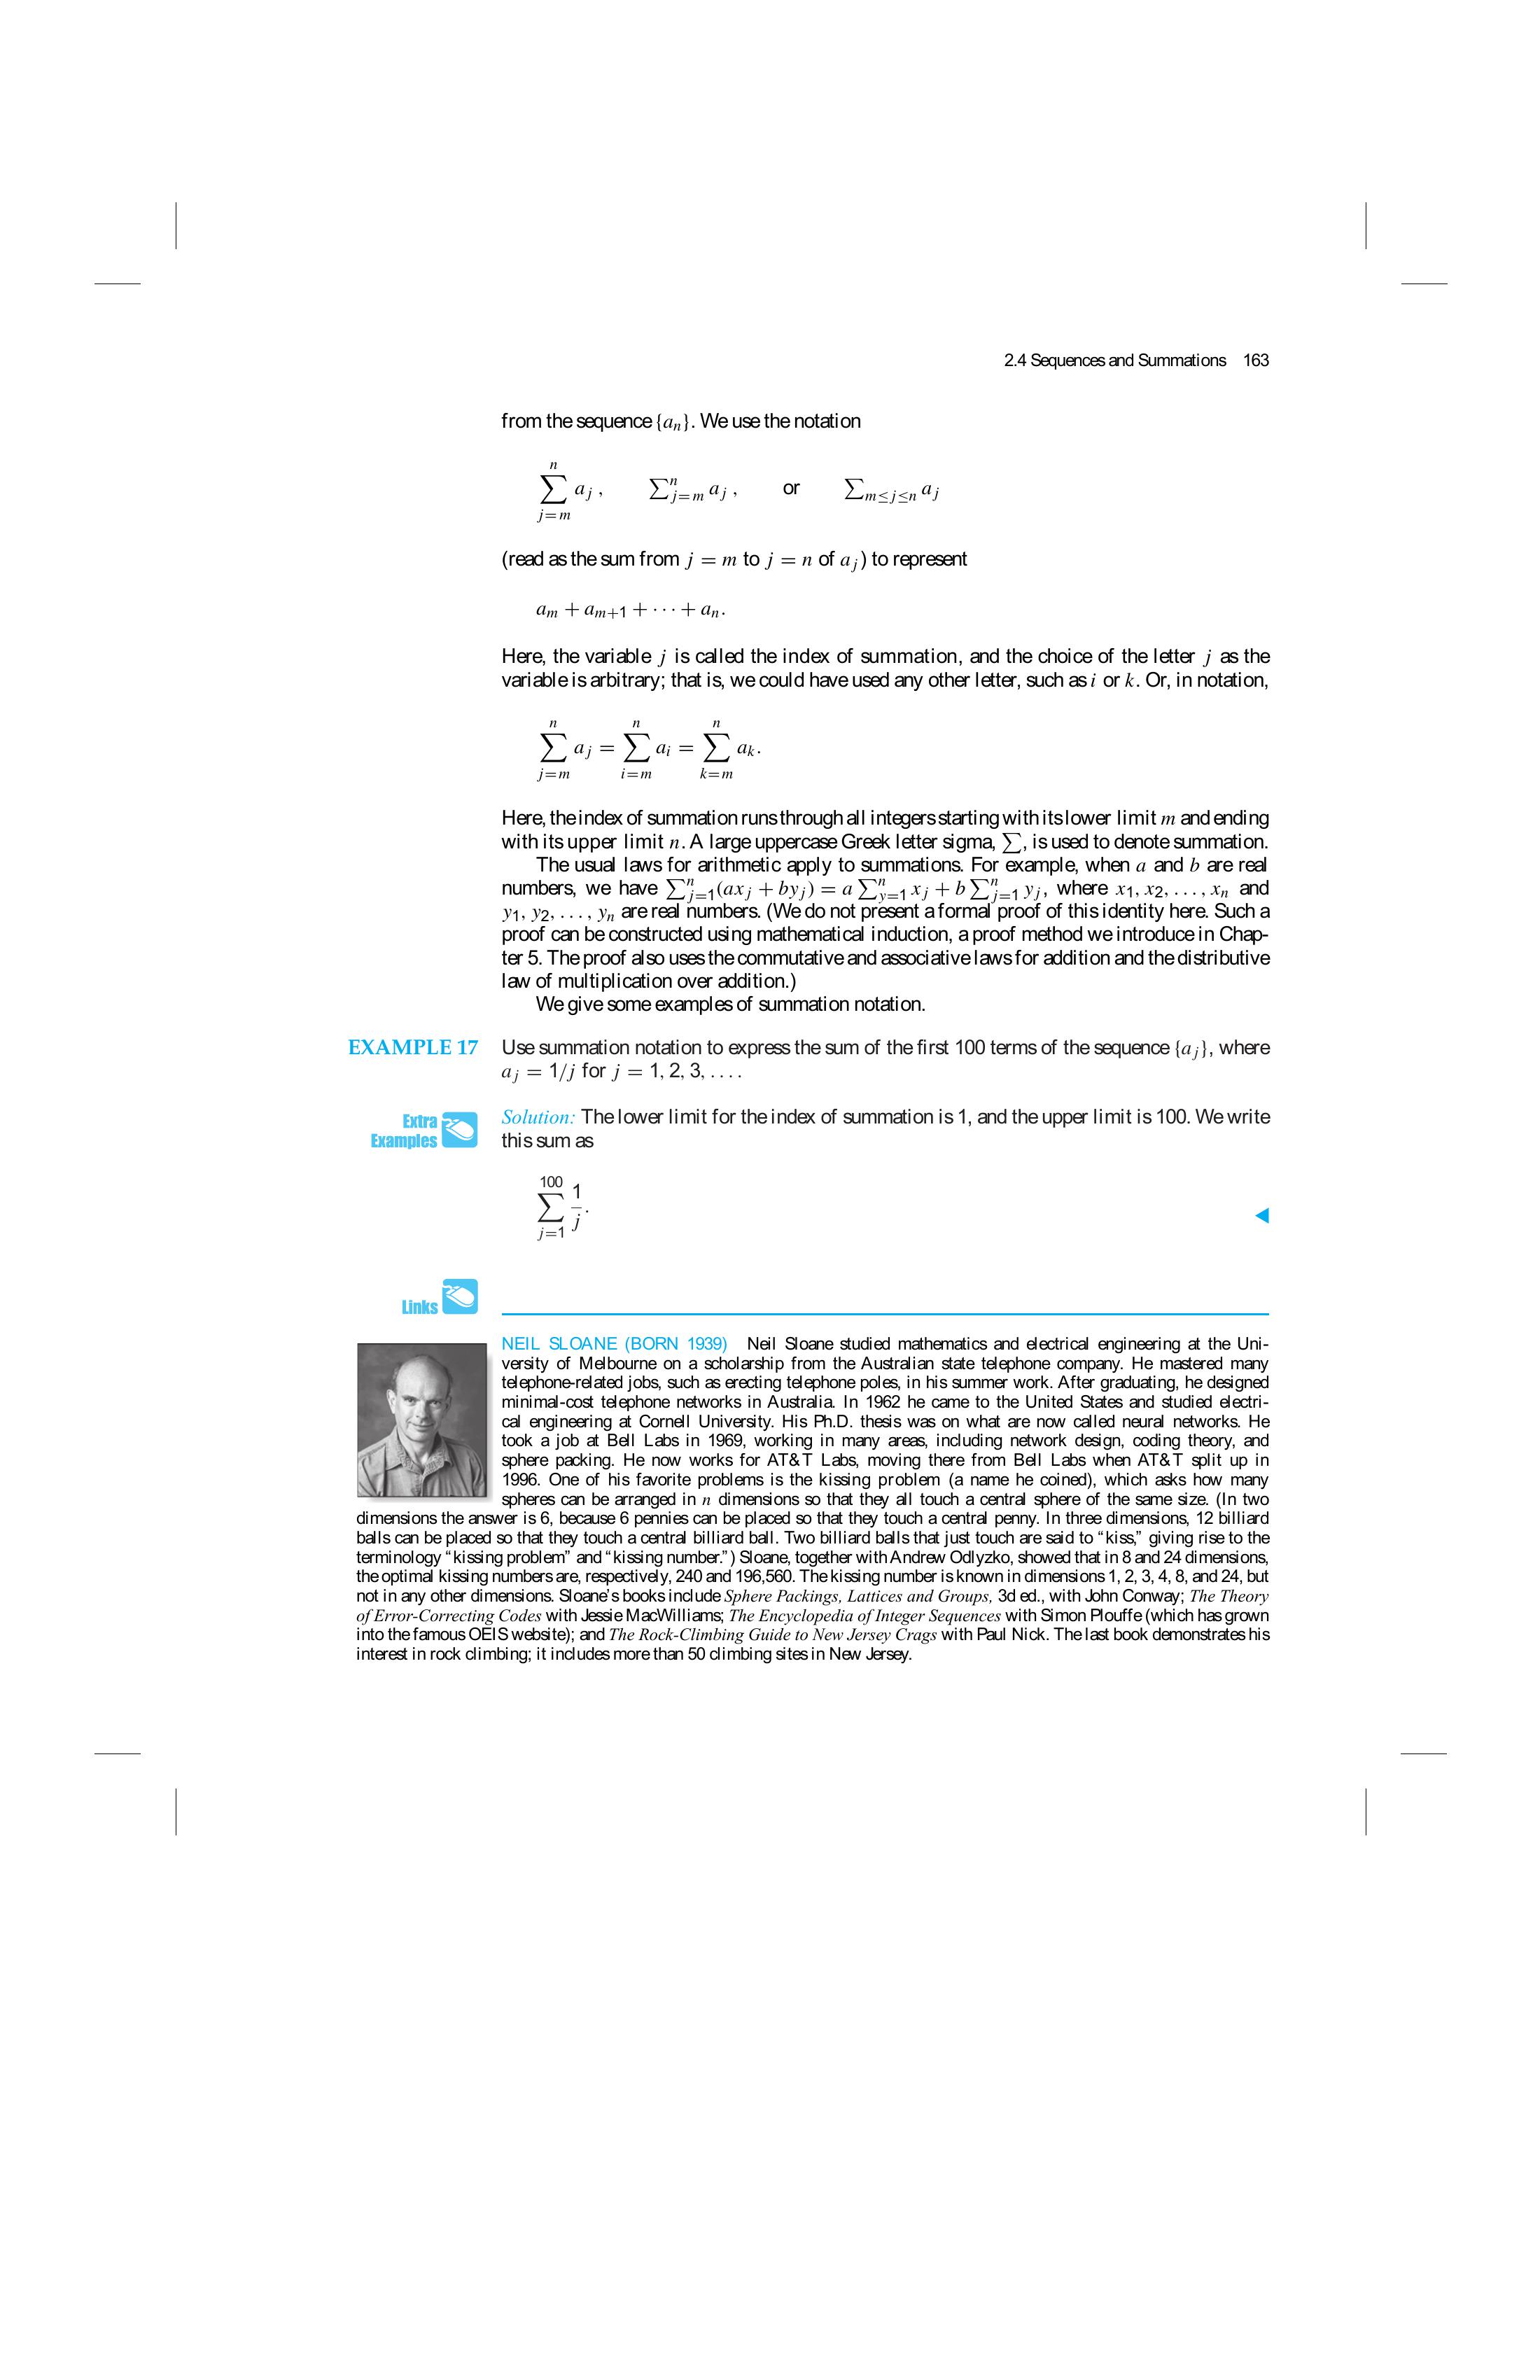 2.4 Sequences and Summations 163
from the sequence {aₙ}. We use the notation
∑_{j=m}^{n} a_j , ∑_{j=m}^{n} a_j , or ∑_{m≤j≤n} a_j
(read as the sum from j = m to j = n of a_j) to represent
a_m + a_{m+1} + · · · + a_n.
Here, the variable j is called the index of summation, and the choice of the letter j as the
variable is arbitrary; that is, we could have used any other letter, such as i or k. Or, in notation,
∑_{j=m}^{n} a_j = ∑_{i=m}^{n} a_i = ∑_{k=m}^{n} a_k.
Here, the index of summation runs through all integers starting with its lower limit m and ending
with its upper limit n. A large uppercase Greek letter sigma, ∑, is used to denote summation.
The usual laws for arithmetic apply to summations. For example, when a and b are real
numbers, we have ∑_{j=1}^{n}(ax_j + by_j) = a ∑_{y=1}^{n} x_j + b ∑_{j=1}^{n} y_j, where x₁, x₂, . . . , xₙ and
y₁, y₂, . . . , yₙ are real numbers. (We do not present a formal proof of this identity here. Such a
proof can be constructed using mathematical induction, a proof method we introduce in Chap-
ter 5. The proof also uses the commutative and associative laws for addition and the distributive
law of multiplication over addition.)
We give some examples of summation notation.
EXAMPLE 17 Use summation notation to express the sum of the first 100 terms of the sequence {a_j}, where
a_j = 1/j for j = 1, 2, 3, . . . .
Extra
Examples
Solution: The lower limit for the index of summation is 1, and the upper limit is 100. We write
this sum as
∑_{j=1}^{100} 1/j.
Links
NEIL SLOANE (BORN 1939) Neil Sloane studied mathematics and electrical engineering at the Uni-
versity of Melbourne on a scholarship from the Australian state telephone company. He mastered many
telephone-related jobs, such as erecting telephone poles, in his summer work. After graduating, he designed
minimal-cost telephone networks in Australia. In 1962 he came to the United States and studied electri-
cal engineering at Cornell University. His Ph.D. thesis was on what are now called neural networks. He
took a job at Bell Labs in 1969, working in many areas, including network design, coding theory, and
sphere packing. He now works for AT&T Labs, moving there from Bell Labs when AT&T split up in
1996. One of his favorite problems is the kissing problem (a name he coined), which asks how many
spheres can be arranged in n dimensions so that they all touch a central sphere of the same size. (In two
dimensions the answer is 6, because 6 pennies can be placed so that they touch a central penny. In three dimensions, 12 billiard
balls can be placed so that they touch a central billiard ball. Two billiard balls that just touch are said to “kiss,” giving rise to the
terminology “kissing problem” and “kissing number.”) Sloane, together with Andrew Odlyzko, showed that in 8 and 24 dimensions,
the optimal kissing numbers are, respectively, 240 and 196,560. The kissing number is known in dimensions 1, 2, 3, 4, 8, and 24, but
not in any other dimensions. Sloane’s books include Sphere Packings, Lattices and Groups, 3d ed., with John Conway; The Theory
of Error-Correcting Codes with Jessie MacWilliams; The Encyclopedia of Integer Sequences with Simon Plouffe (which has grown
into the famous OEIS website); and The Rock-Climbing Guide to New Jersey Crags with Paul Nick. The last book demonstrates his
interest in rock climbing; it includes more than 50 climbing sites in New Jersey.